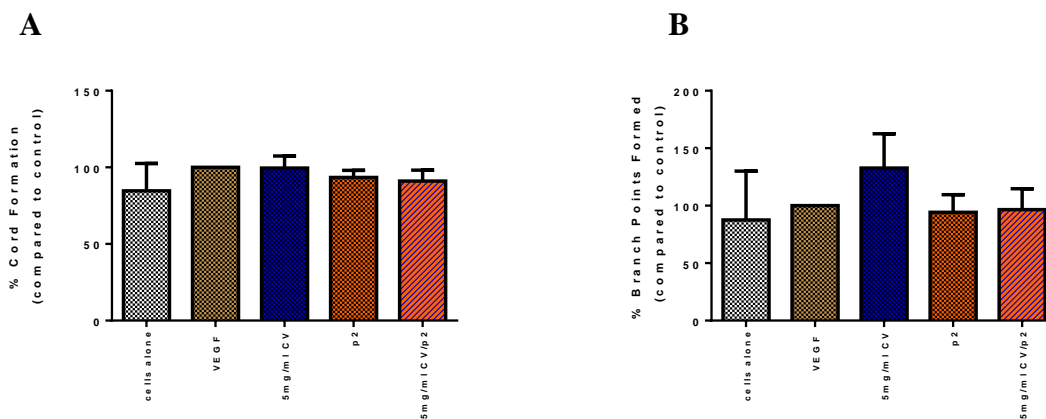 A
% Cord Formation
(compared to control)
150
100
50
0
cells alone
VEGF
5mg/ml CV
p2
5mg/ml CV/p2
B
% Branch Points Formed
(compared to control)
200
150
100
50
0
cells alone
VEGF
5mg/ml CV
p2
5mg/ml CV/p2